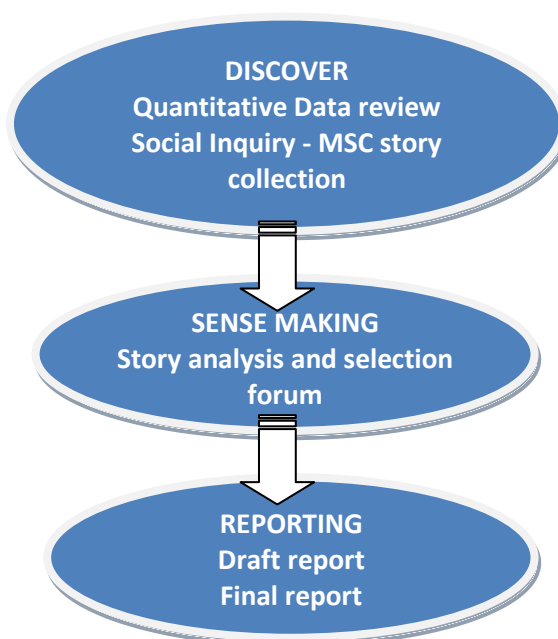 DISCOVER
Quantitative Data review
Social Inquiry - MSC story
collection
SENSE MAKING
Story analysis and selection
forum
REPORTING
Draft report
Final report